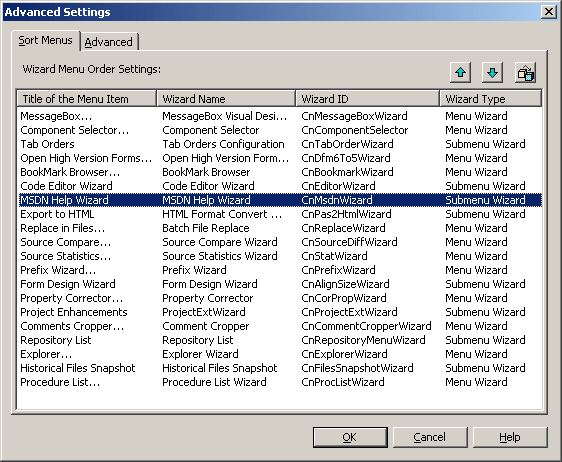 Advanced Settings
Sort Menus Advanced
Wizard Menu Order Settings:
Title of the Menu Item Wizard Name Wizard ID Wizard Type
MessageBox... MessageBox Visual Desi... CnMessageBoxWizard Menu Wizard
Component Selector... Component Selector CnComponentSelector Menu Wizard
Tab Orders Tab Orders Configuration CnTabOrderWizard Submenu Wizard
Open High Version Forms... Open High Version Form... CnDfm6To5Wizard Menu Wizard
BookMark Browser... BookMark Browser CnBookmarkWizard Menu Wizard
Code Editor Wizard Code Editor Wizard CnEditorWizard Submenu Wizard
MSDN Help Wizard MSDN Help Wizard CnMsdnWizard Submenu Wizard
Export to HTML HTML Format Convert ... CnPas2HtmlWizard Submenu Wizard
Replace in Files... Batch File Replace CnReplaceWizard Menu Wizard
Source Compare... Source Compare CnSourceDiffWizard Menu Wizard
Source Statistics... Source Statistics Wizard CnStatWizard Menu Wizard
Prefix Wizard... Prefix Wizard CnPrefixWizard Menu Wizard
Form Design Wizard Form Design Wizard CnAlignSizeWizard Submenu Wizard
Property Corrector... Property Corrector CnCorPropWizard Menu Wizard
Project Enhancements ProjectExtWizard CnProjectExtWizard Submenu Wizard
Comments Cropper... Comment Cropper CnCommentCropperWizard Menu Wizard
Repository List Repository List CnRepositoryMenuWizard Submenu Wizard
Explorer... Explorer Wizard CnExplorerWizard Menu Wizard
Historical Files Snapshot Historical Files Snapshot CnFilesSnapshotWizard Submenu Wizard
Procedure List... Procedure List Wizard CnProcListWizard Menu Wizard
OK Cancel Help